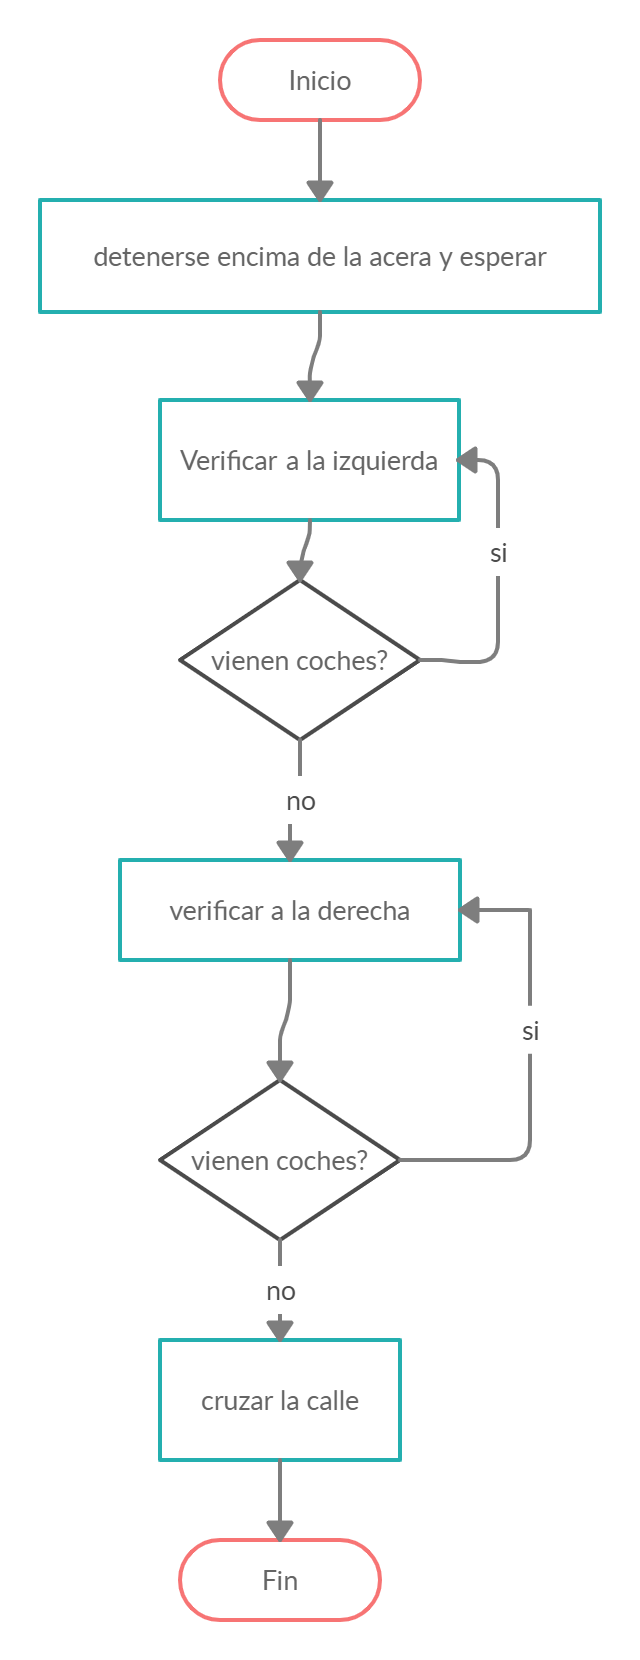 Inicio
detenerse encima de la acera y esperar
Verificar a la izquierda
si
vienen coches?
no
verificar a la derecha
si
vienen coches?
no
cruzar la calle
Fin